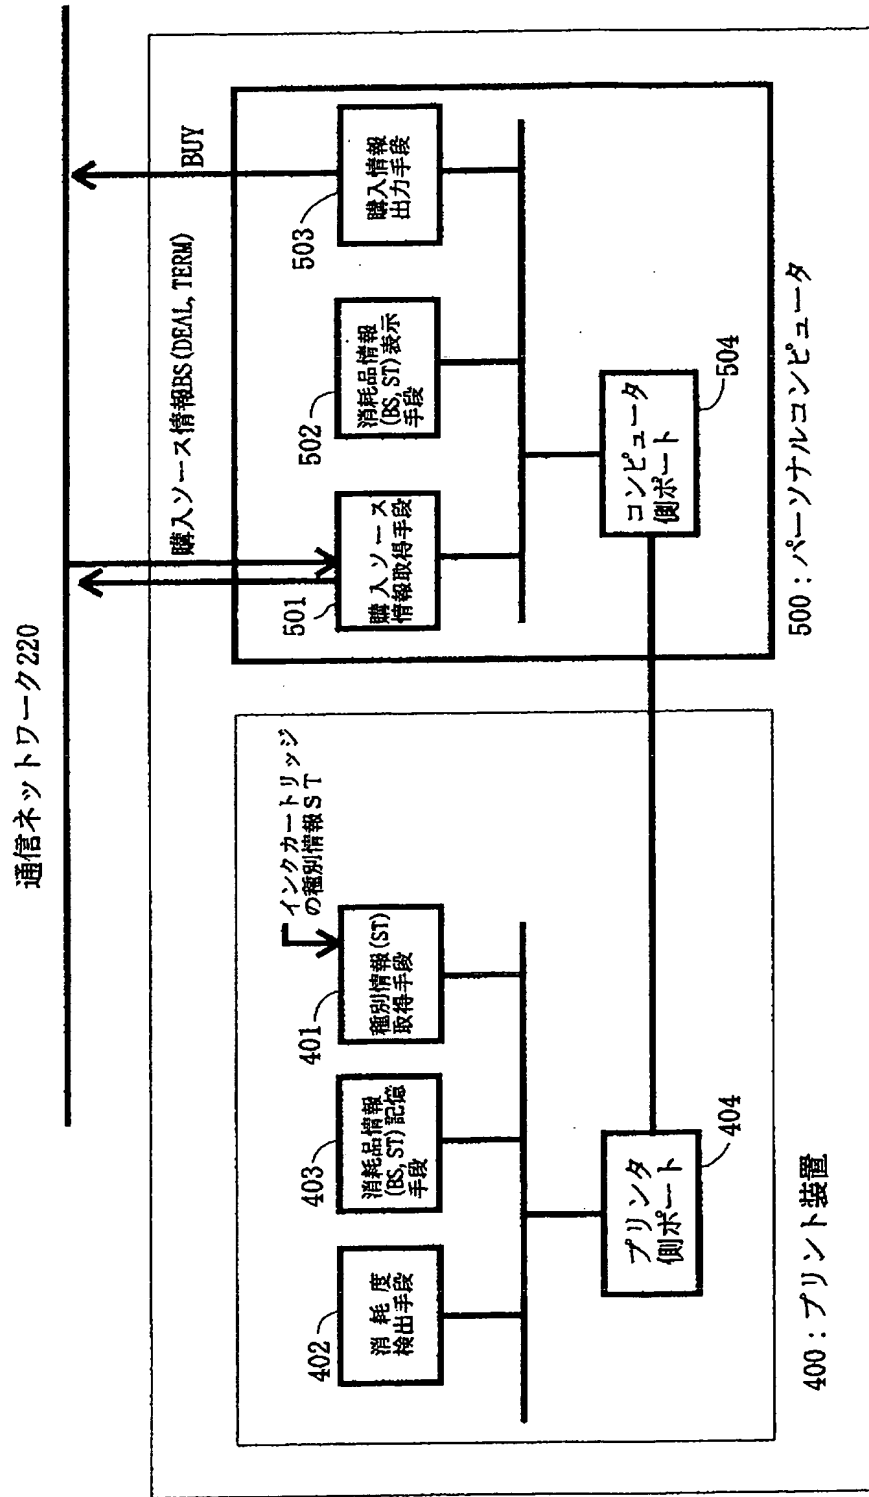 通信ネットワーク220
購入ソース情報BS(DEAL, TERM)
BUY
インクカートリッジ
の種別情報ST
402
消耗度
検出手段
403
消耗品情報
(BS, ST)記憶
手段
401
種別情報(ST)
取得手段
501
購入ソース
情報取得手段
502
消耗品情報
(BS, ST)表示
手段
503
購入情報
出力手段
プリンタ
側ポート
404
コンピュータ
側ポート
504
400：プリント装置
500：パーソナルコンピュータ